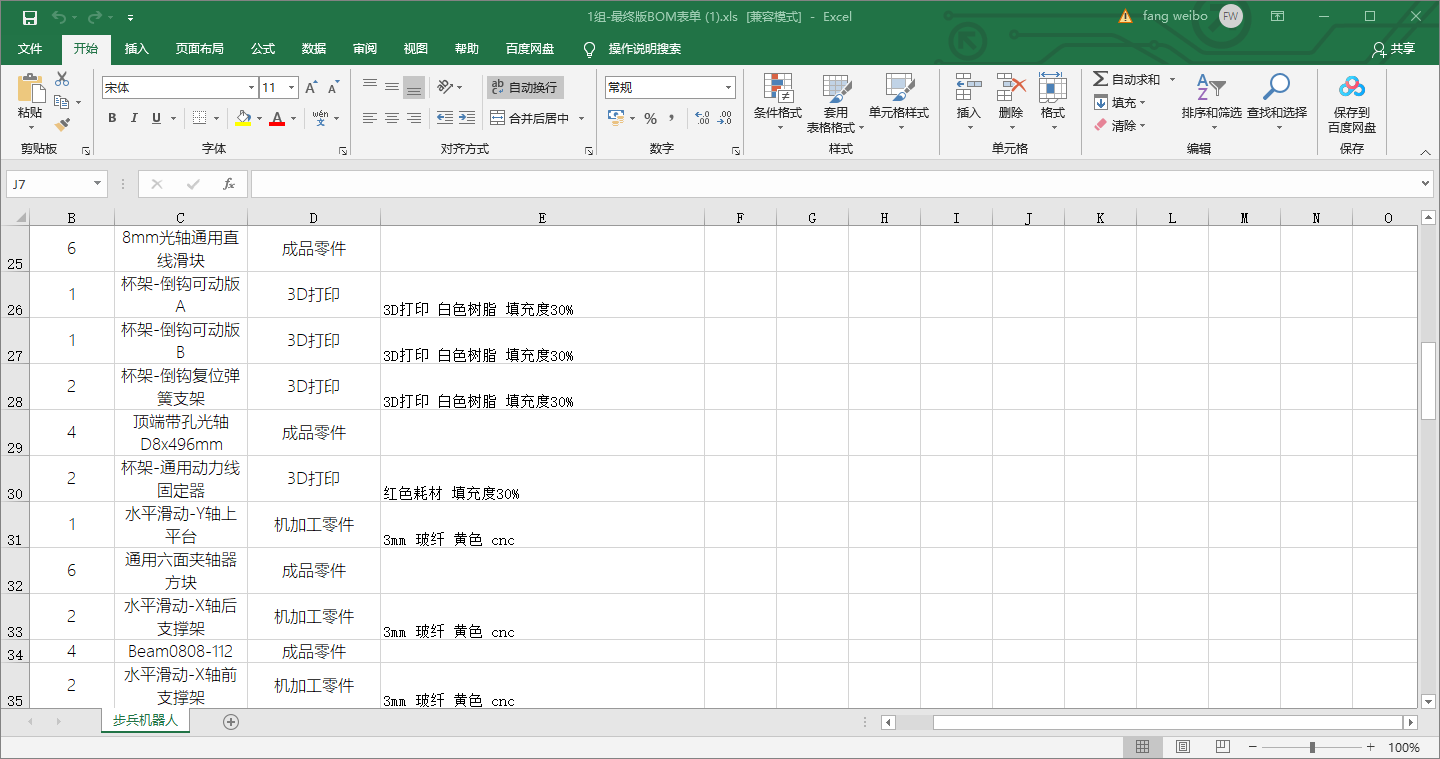 1组-最终版BOM表单 (1).xls [兼容模式] - Excel
fang weibo FW
文件 开始 插入 页面布局 公式 数据 审阅 视图 帮助 百度网盘 操作说明搜索 共享
宋体 11 A A 自动换行 常规 条件格式 套用 单元格样式 插入 删除 格式 自动求和 排序和筛选 查找和选择 保存到
粘贴 表格格式 填充 百度网盘
B I U A wén 文 合并后居中 % 清除
剪贴板 字体 对齐方式 数字 样式 单元格 编辑 保存
J7 fx
B C D E F G H I J K L M N O
25 6 8mm光轴通用直 成品零件
线滑块
26 1 杯架-倒钩可动版 3D打印 3D打印 白色树脂 填充度30%
A
27 1 杯架-倒钩可动版 3D打印 3D打印 白色树脂 填充度30%
B
28 2 杯架-倒钩复位弹 3D打印 3D打印 白色树脂 填充度30%
簧支架
29 4 顶端带孔光轴 成品零件
D8x496mm
30 2 杯架-通用动力线 3D打印 红色耗材 填充度30%
固定器
31 1 水平滑动-Y轴上 机加工零件 3mm 玻纤 黄色 cnc
平台
32 6 通用六面夹轴器 成品零件
方块
33 2 水平滑动-X轴后 机加工零件 3mm 玻纤 黄色 cnc
支撑架
34 4 Beam0808-112 成品零件
35 2 水平滑动-X轴前 机加工零件 3mm 玻纤 黄色 cnc
支撑架
步兵机器人
100%